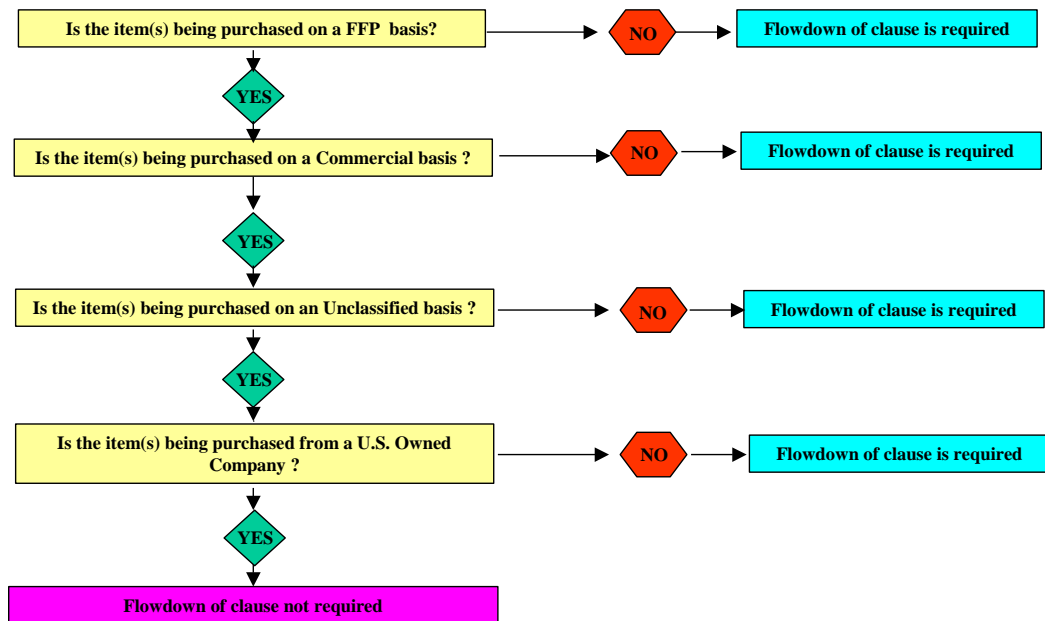 Is the item(s) being purchased on a FFP basis?
NO
Flowdown of clause is required
YES
Is the item(s) being purchased on a Commercial basis ?
NO
Flowdown of clause is required
YES
Is the item(s) being purchased on an Unclassified basis ?
NO
Flowdown of clause is required
YES
Is the item(s) being purchased from a U.S. Owned
Company ?
NO
Flowdown of clause is required
YES
Flowdown of clause not required